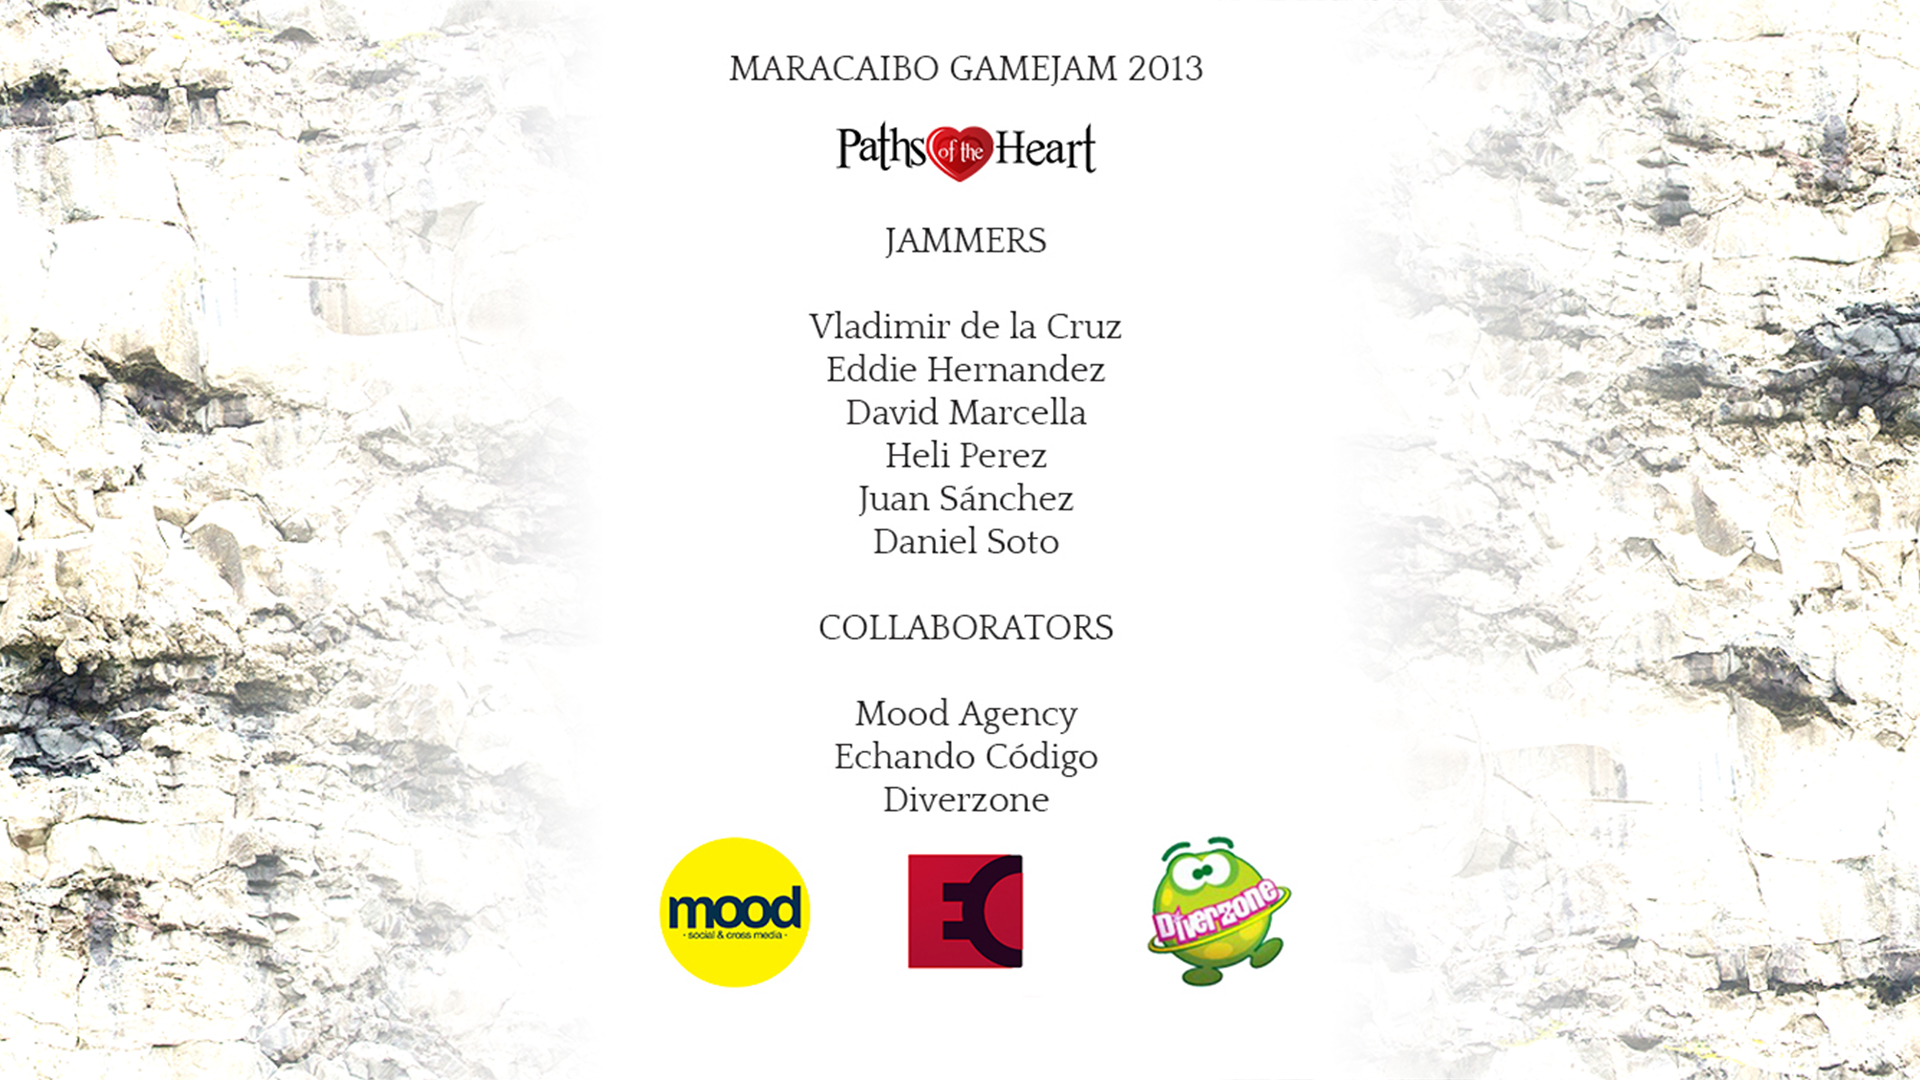 MARACAIBO GAMEJAM 2013
Paths of the Heart
JAMMERS
Vladimir de la Cruz
Eddie Hernandez
David Marcella
Heli Perez
Juan Sánchez
Daniel Soto
COLLABORATORS
Mood Agency
Echando Código
Diverzone
mood
· social & cross media ·
EC
Diverzone